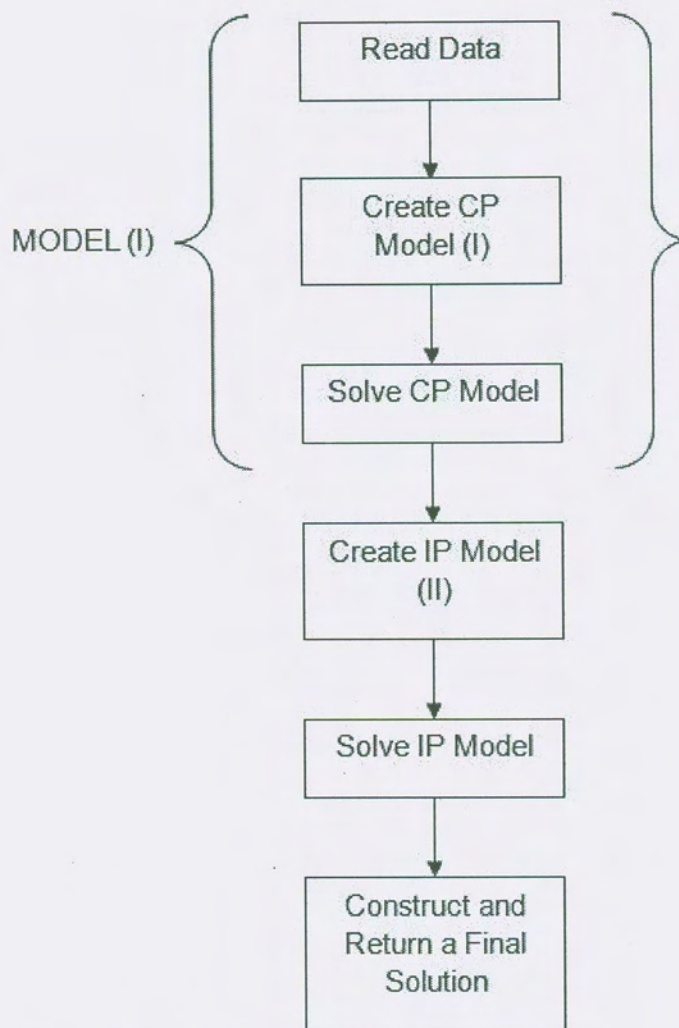 Read Data
Create CP
Model (I)
MODEL (I)
Solve CP Model
Create IP Model
(II)
Solve IP Model
Construct and
Return a Final
Solution